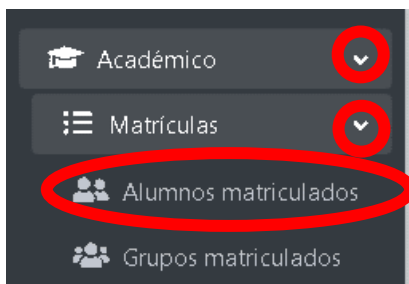 Académico
Matrículas
Alumnos matriculados
Grupos matriculados